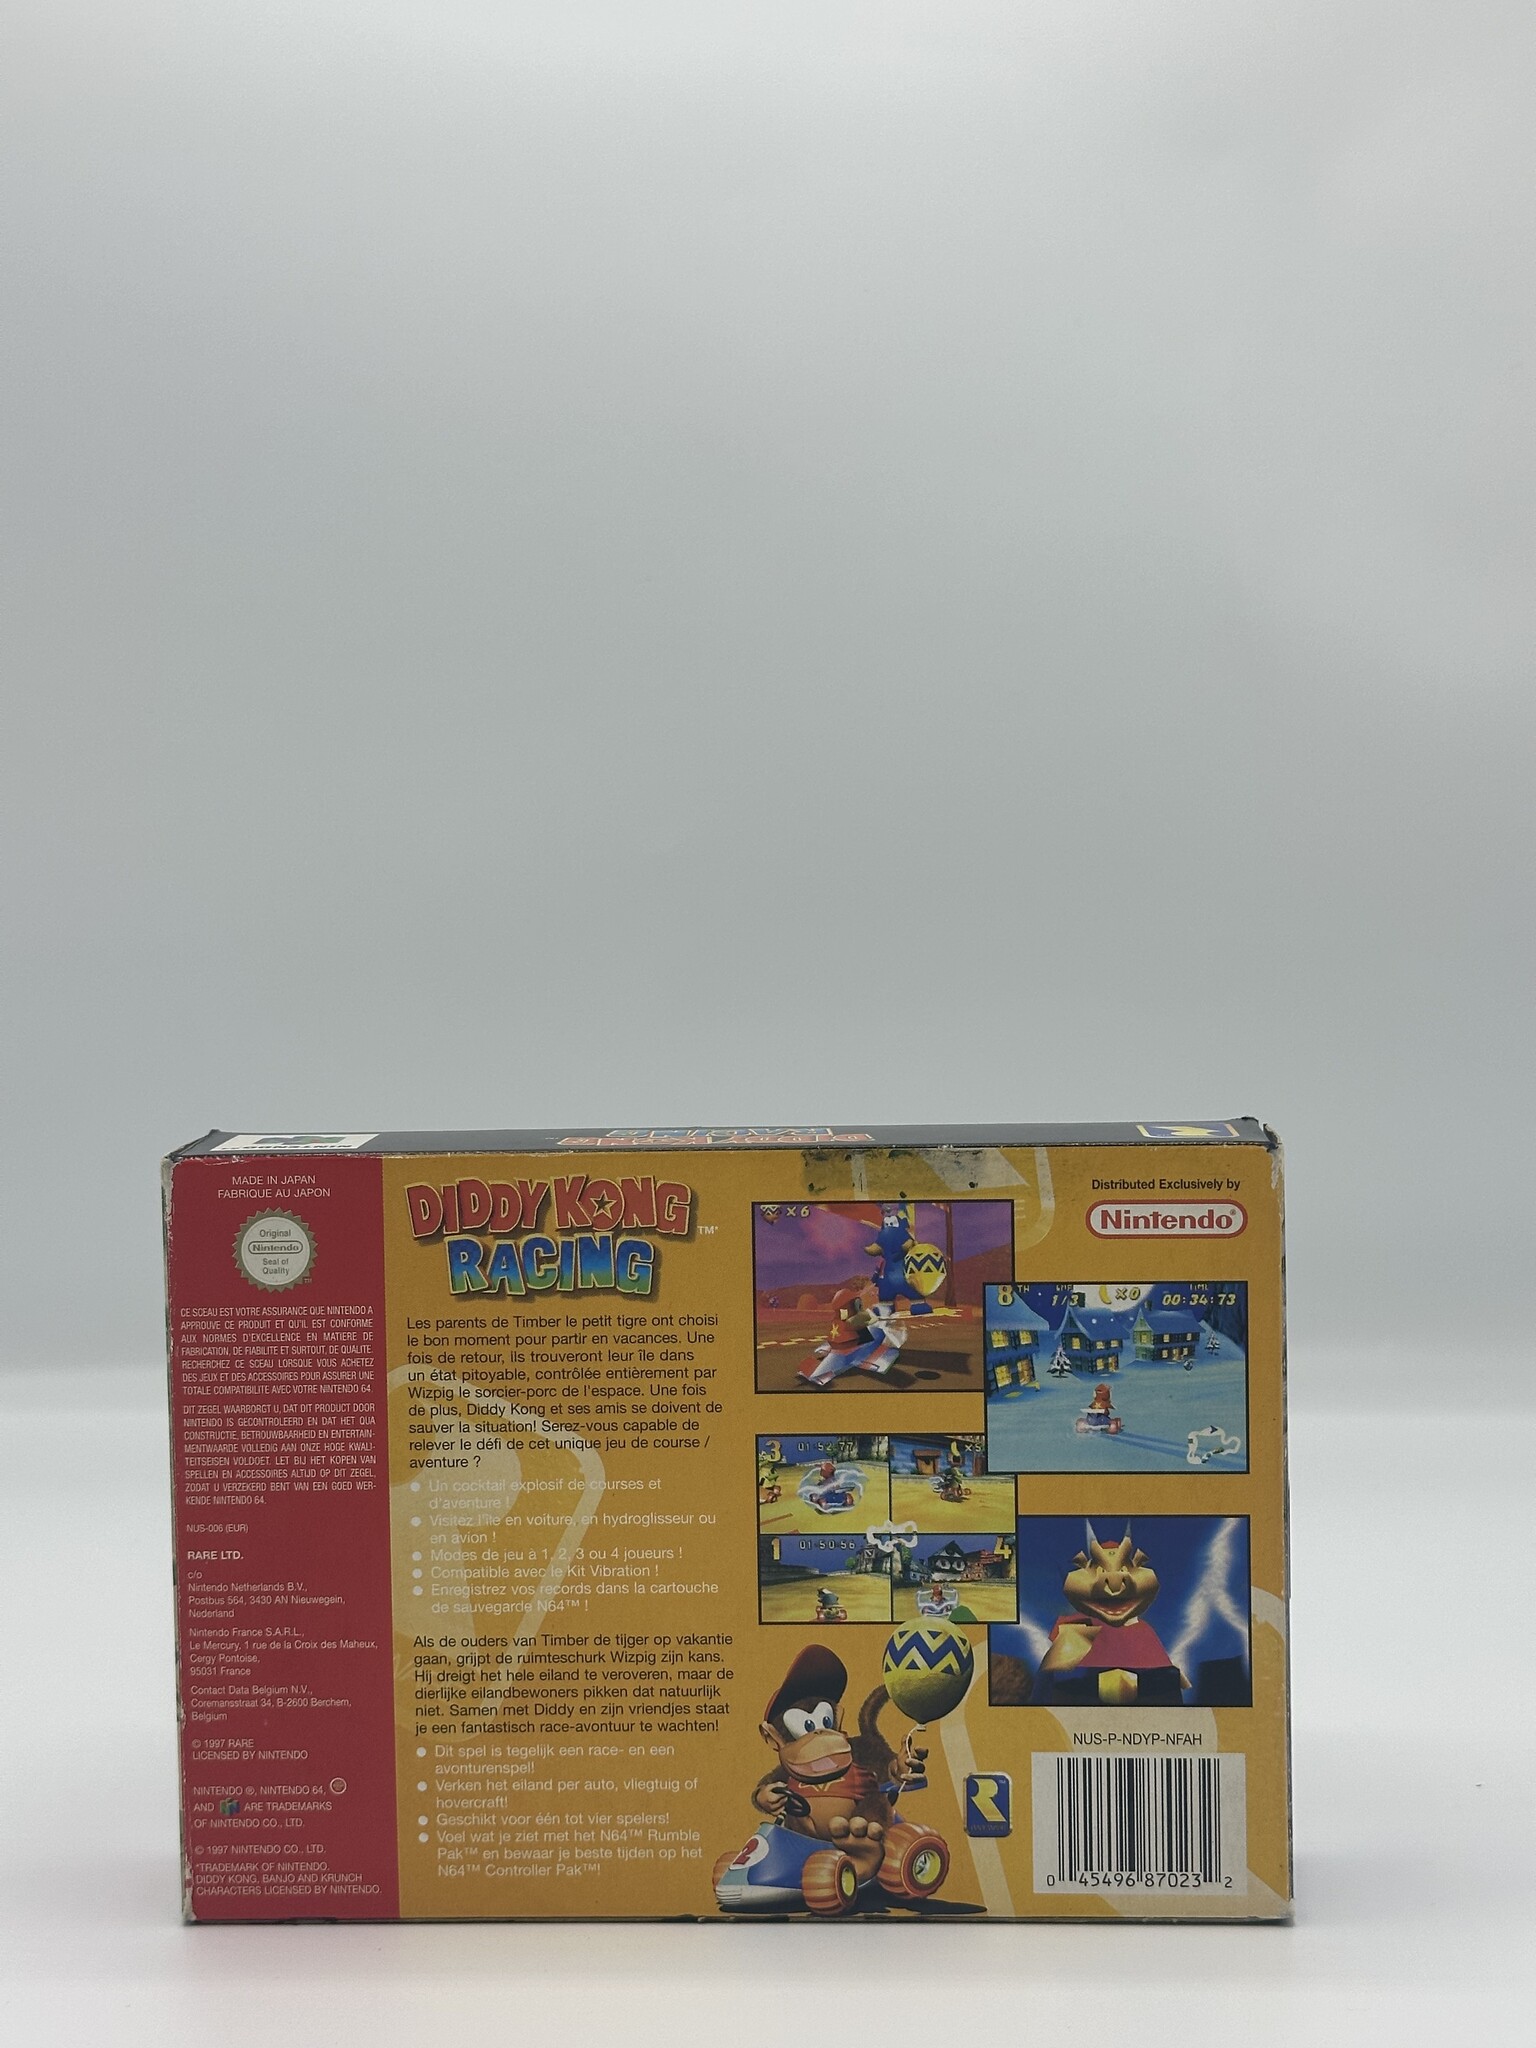 MADE IN JAPAN
FABRIQUE AU JAPON
Original
Nintendo
Seal of
Quality
TM
CE SCEAU EST VOTRE ASSURANCE QUE NINTENDO A
APPROUVE CE PRODUIT ET QU'IL EST CONFORME
AUX NORMES D'EXCELLENCE EN MATIERE DE
FABRICATION, DE FIABILITE ET SURTOUT, DE QUALITE.
RECHERCHEZ CE SCEAU LORSQUE VOUS ACHETEZ
DES JEUX ET DES ACCESSOIRES POUR ASSURER UNE
TOTALE COMPATIBILITE AVEC VOTRE NINTENDO 64.
DIT ZEGEL WAARBORGT U, DAT DIT PRODUCT DOOR
NINTENDO IS GECONTROLEERD EN DAT HET QUA
CONSTRUCTIE, BETROUWBAARHEID EN ENTERTAIN-
MENTWAARDE VOLLEDIG AAN ONZE HOGE KWALI-
TEITSEISEN VOLDOET. LET BIJ HET KOPEN VAN
SPELLEN EN ACCESSOIRES ALTIJD OP DIT ZEGEL,
ZODAT U VERZEKERD BENT VAN EEN GOED WER-
KENDE NINTENDO 64.
NUS-006 (EUR)
RARE LTD.
c/o
Nintendo Netherlands B.V.,
Postbus 564, 3430 AN Nieuwegein,
Nederland
Nintendo France S.A.R.L.,
Le Mercury, 1 rue de la Croix des Maheux,
Cergy Pontoise,
95031 France
Contact Data Belgium N.V.,
Coremansstraat 34, B-2600 Berchem,
Belgium
© 1997 RARE
LICENSED BY NINTENDO
NINTENDO ®, NINTENDO 64,
AND ARE TRADEMARKS
OF NINTENDO CO., LTD.
© 1997 NINTENDO CO., LTD.
*TRADEMARK OF NINTENDO.
DIDDY KONG, BANJO AND KRUNCH
CHARACTERS LICENSED BY NINTENDO.
DIDDY KONG
RACING
TM*
Les parents de Timber le petit tigre ont choisi
le bon moment pour partir en vacances. Une
fois de retour, ils trouveront leur île dans
un état pitoyable, contrôlée entièrement par
Wizpig le sorcier-porc de l'espace. Une fois
de plus, Diddy Kong et ses amis se doivent de
sauver la situation! Serez-vous capable de
relever le défi de cet unique jeu de course /
aventure ?
● Un cocktail explosif de courses et
d'aventure !
● Visitez l'île en voiture, en hydroglisseur ou
en avion !
● Modes de jeu à 1, 2, 3 ou 4 joueurs !
● Compatible avec le Kit Vibration !
● Enregistrez vos records dans la cartouche
de sauvegarde N64™ !
Als de ouders van Timber de tijger op vakantie
gaan, grijpt de ruimteschurk Wizpig zijn kans.
Hij dreigt het hele eiland te veroveren, maar de
dierlijke eilandbewoners pikken dat natuurlijk
niet. Samen met Diddy en zijn vriendjes staat
je een fantastisch race-avontuur te wachten!
● Dit spel is tegelijk een race- en een
avonturenspel!
● Verken het eiland per auto, vliegtuig of
hovercraft!
● Geschikt voor één tot vier spelers!
● Voel wat je ziet met het N64™ Rumble
Pak™ en bewaar je beste tijden op het
N64™ Controller Pak™!
Distributed Exclusively by
Nintendo®
x 6
8TH LAP 1/3 x0 TIME 00:34:73
3 01:52:77 x5
1 01:50:56 4
2
R
NUS-P-NDYP-NFAH
0 45496 87023 2